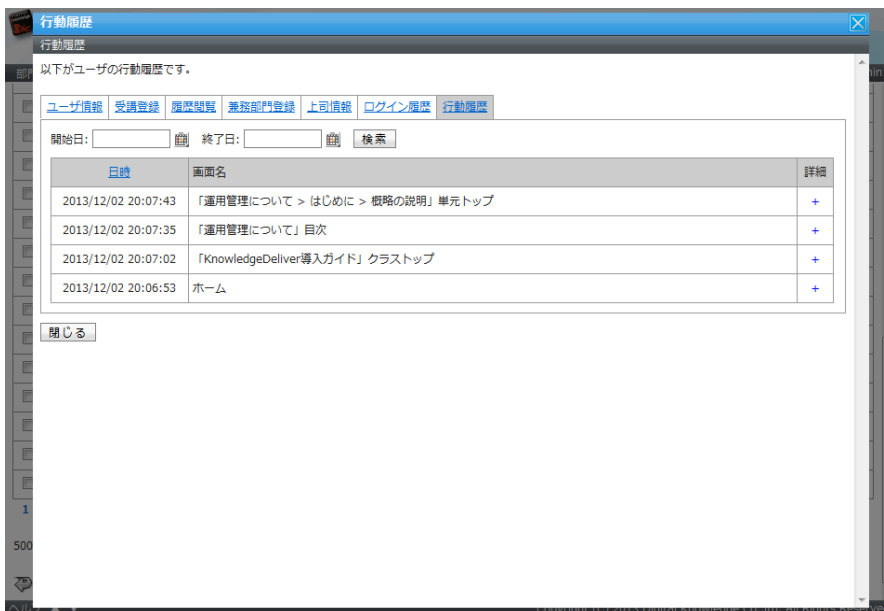 行動履歴
行動履歴
以下がユーザの行動履歴です。
ユーザ情報 受講登録 履歴閲覧 兼務部門登録 上司情報 ログイン履歴 行動履歴
開始日: 終了日: 検索
日時 画面名 詳細
2013/12/02 20:07:43 「運用管理について > はじめに > 概略の説明」単元トップ +
2013/12/02 20:07:35 「運用管理について」目次 +
2013/12/02 20:07:02 「KnowledgeDeliver導入ガイド」クラストップ +
2013/12/02 20:06:53 ホーム +
閉じる
1
500